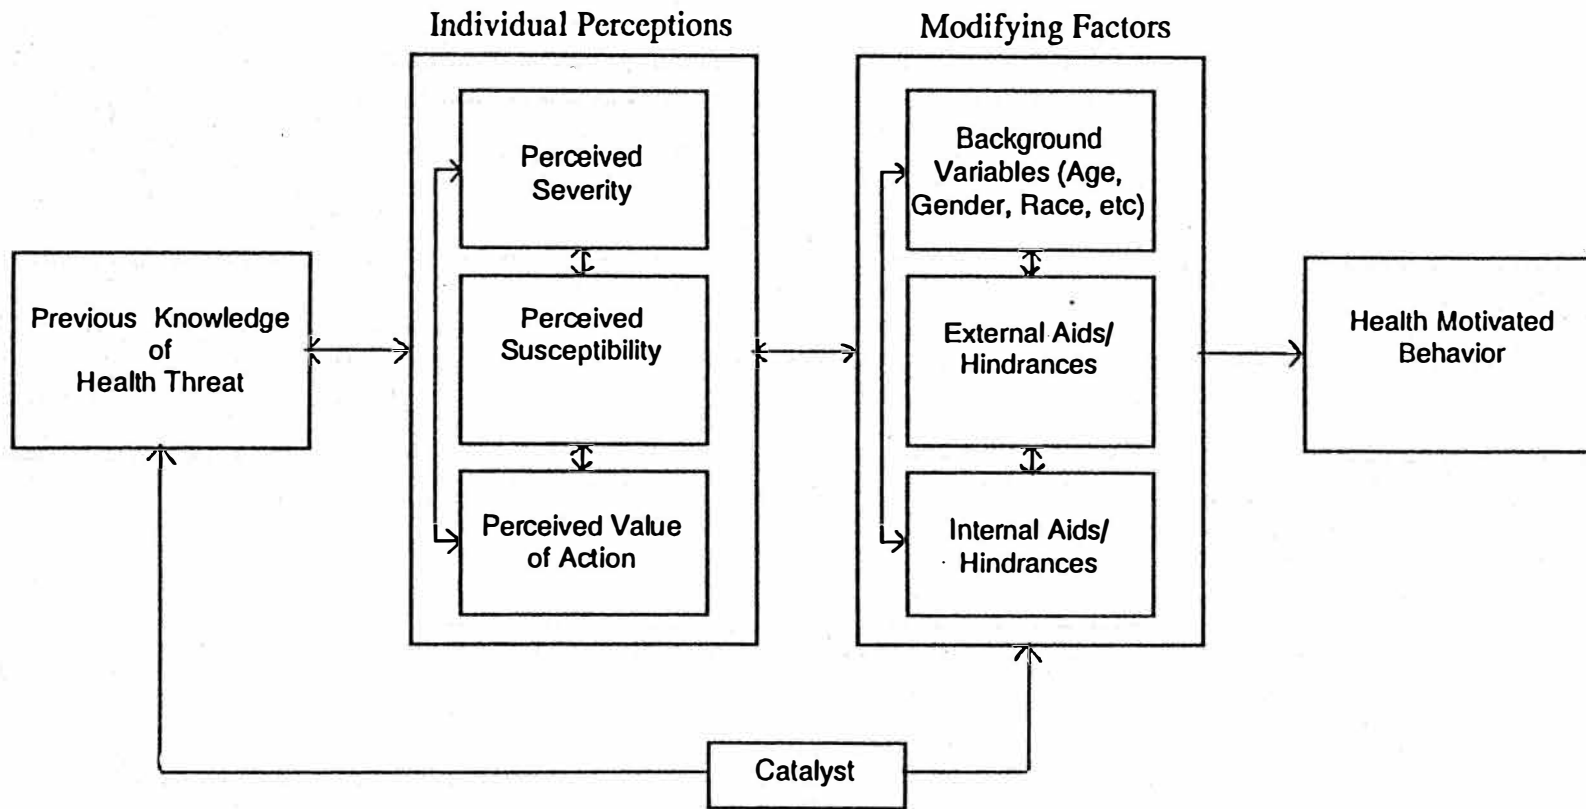 Individual Perceptions
Modifying Factors
Perceived
Severity
Background
Variables (Age,
Gender, Race, etc)
Previous Knowledge
of
Health Threat
Perceived
Susceptibility
External Aids/
Hindrances
Health Motivated
Behavior
Perceived Value
of Action
Internal Aids/
Hindrances
Catalyst